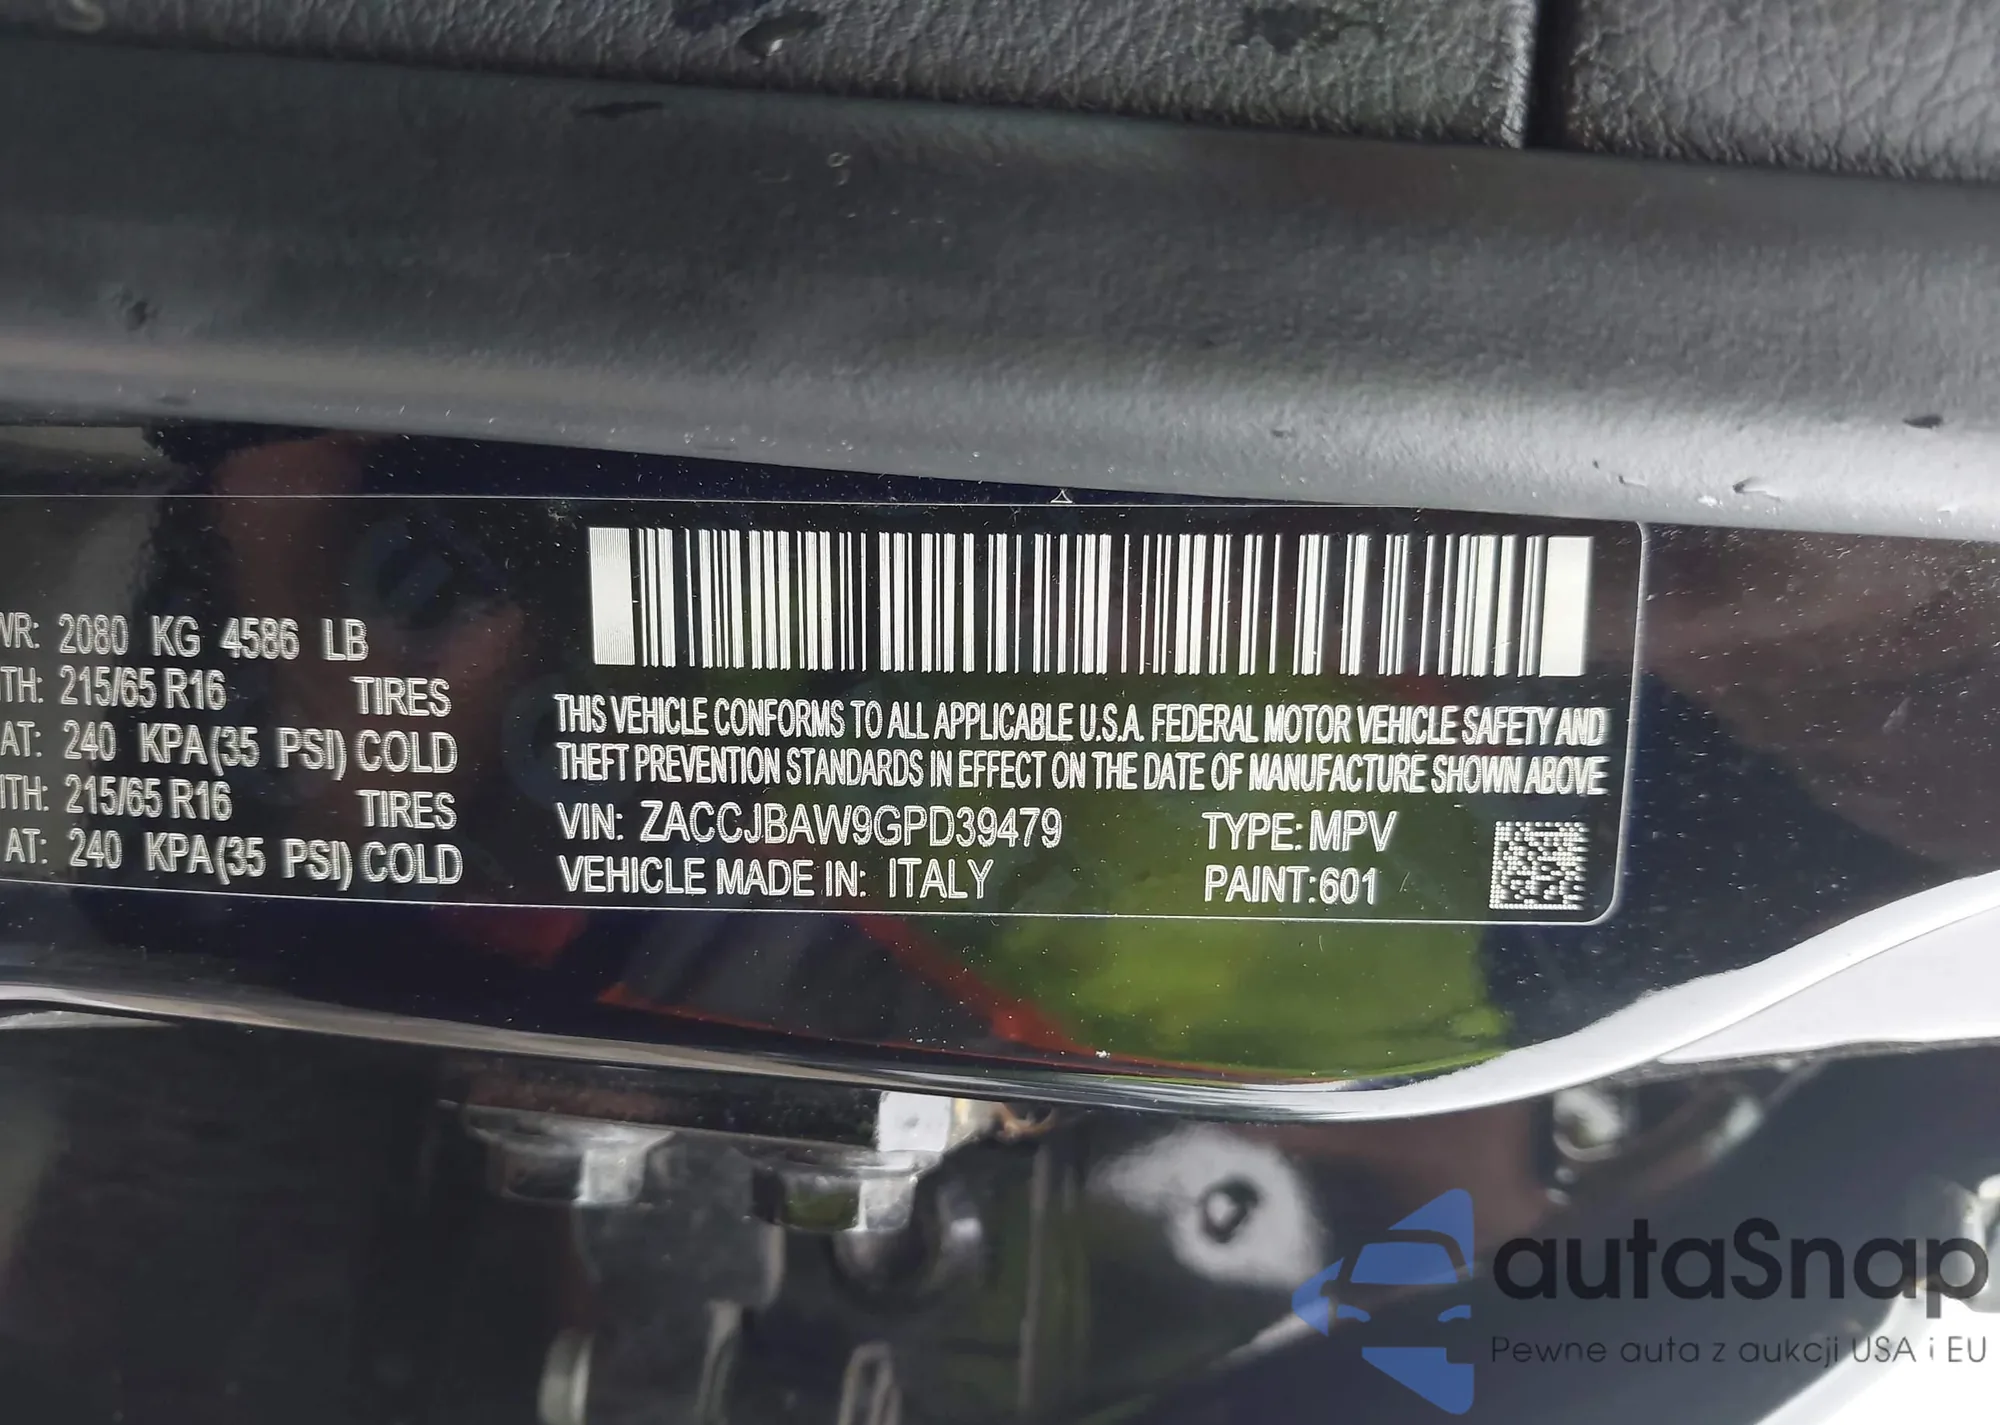 WR: 2080 KG 4586 LB
ITH: 215/65 R16 TIRES
AT: 240 KPA(35 PSI) COLD
ITH: 215/65 R16 TIRES
AT: 240 KPA(35 PSI) COLD
THIS VEHICLE CONFORMS TO ALL APPLICABLE U.S.A. FEDERAL MOTOR VEHICLE SAFETY AND
THEFT PREVENTION STANDARDS IN EFFECT ON THE DATE OF MANUFACTURE SHOWN ABOVE
VIN: ZACCJBAW9GPD39479 TYPE: MPV
VEHICLE MADE IN: ITALY PAINT:601
autaSnap
Pewne auta z aukcji USA i EU